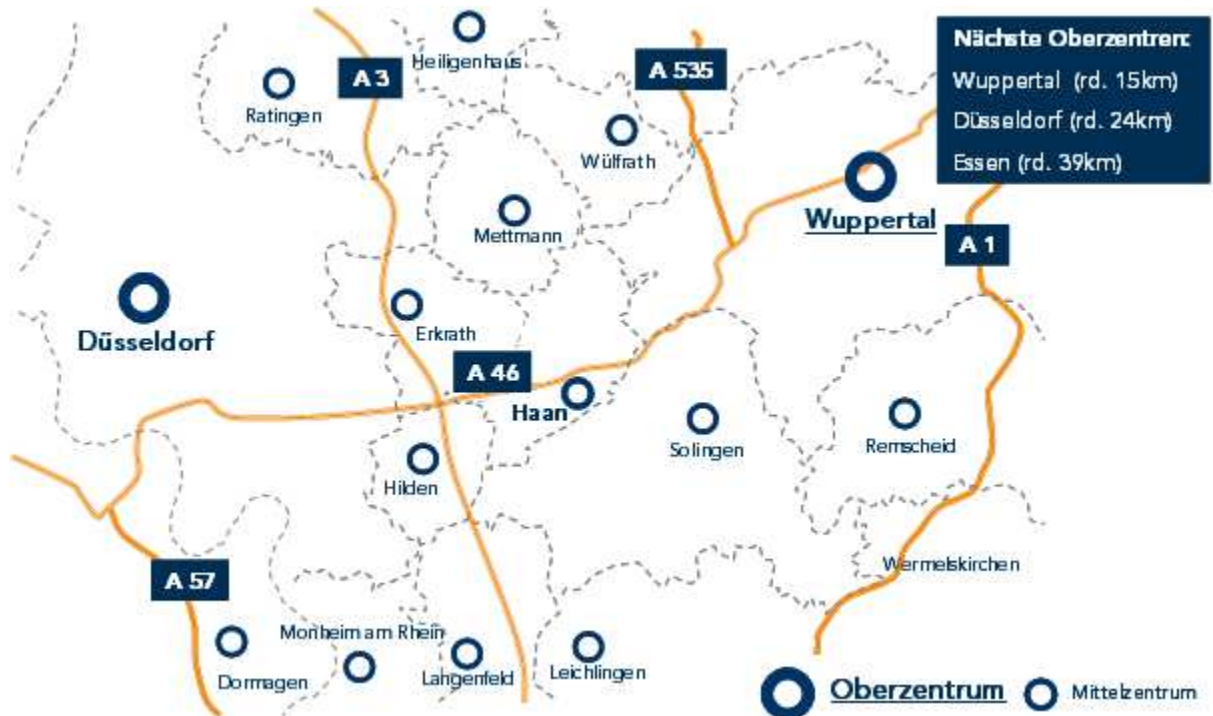 Heiligenhaus
A 3
A 535
Nächste Oberzentren:
Wuppertal (rd. 15km)
Düsseldorf (rd. 24km)
Essen (rd. 39km)
Ratingen
Wülfrath
Mettmann
Wuppertal
A 1
Düsseldorf
Erkrath
A 46
Haan
Solingen
Remscheid
Hilden
Wermelskirchen
A 57
Monheim am Rhein
Dormagen
Langenfeld
Leichlingen
Oberzentrum
Mittelzentrum